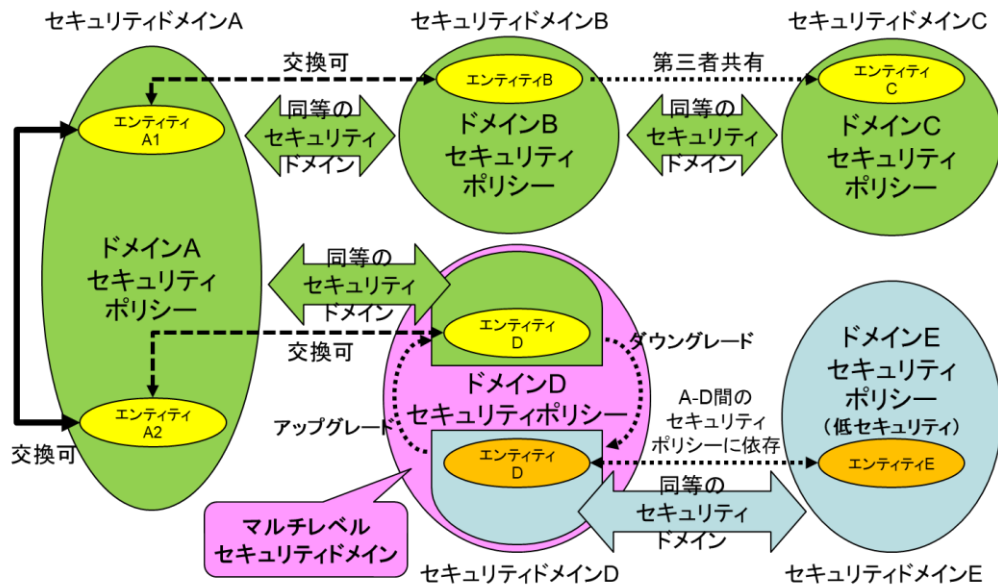 セキュリティドメインA
セキュリティドメインB
セキュリティドメインC
交換可
第三者共有
エンティティB
エンティティ
C
エンティティ
A1
同等の
セキュリティ
ドメイン
ドメインB
セキュリティ
ポリシー
同等の
セキュリティ
ドメイン
ドメインC
セキュリティ
ポリシー
ドメインA
セキュリティ
ポリシー
同等の
セキュリティ
ドメイン
交換可
エンティティ
D
ダウングレード
ドメインD
セキュリティポリシー
アップグレード
ドメインE
セキュリティ
ポリシー
（低セキュリティ）
A-D間の
セキュリティ
ポリシーに依存
エンティティ
A2
交換可
エンティティ
D
エンティティE
同等の
セキュリティ
ドメイン
マルチレベル
セキュリティドメイン
セキュリティドメインD
セキュリティドメインE